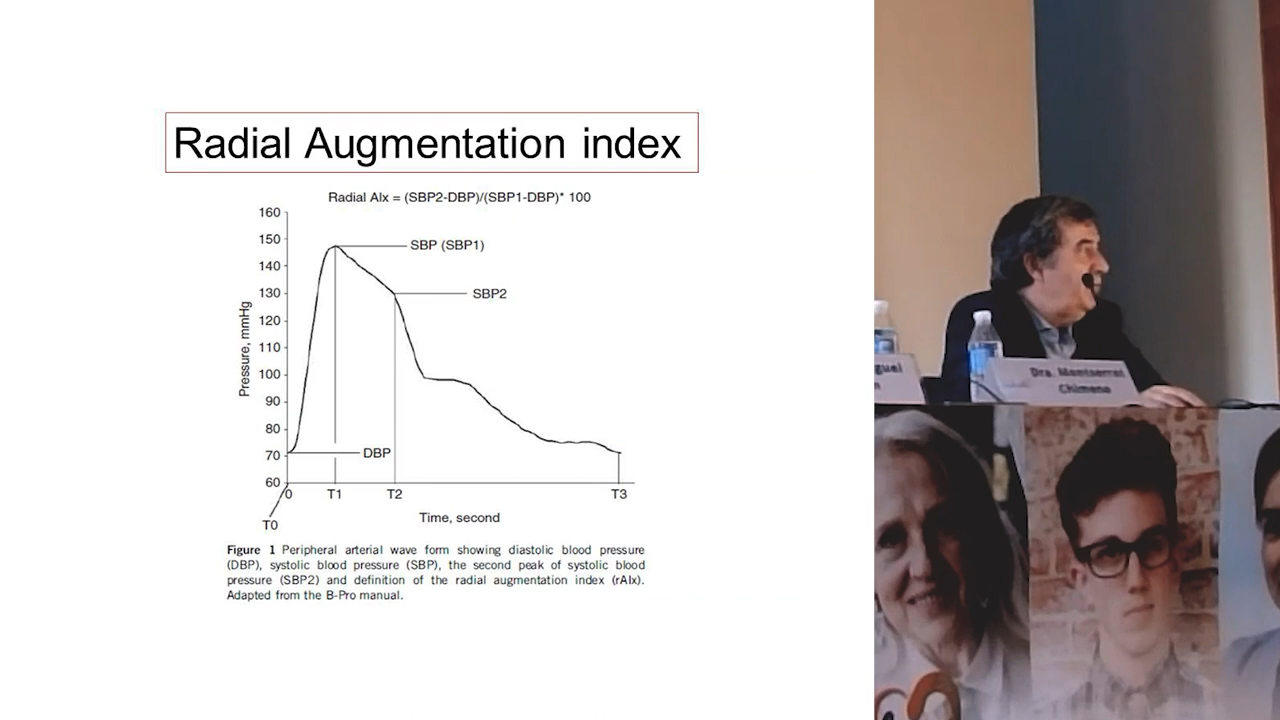 Radial Augmentation index
Radial AIx = (SBP2-DBP)/(SBP1-DBP)* 100
160
150
140
130
120
110
100
90
80
70
60
Pressure, mmHg
SBP (SBP1)
SBP2
DBP
0
T1
T2
T3
T0
Time, second
Figure 1 Peripheral arterial wave form showing diastolic blood pressure
(DBP), systolic blood pressure (SBP), the second peak of systolic blood
pressure (SBP2) and definition of the radial augmentation index (rAIx).
Adapted from the B-Pro manual.
Dra. Montserrat
Chimeno